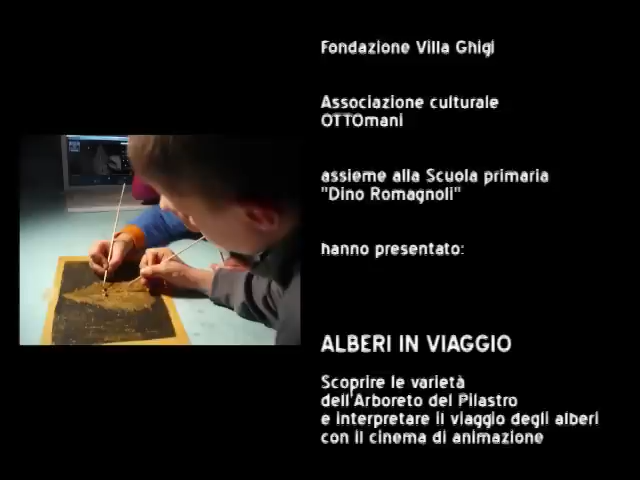 Fondazione Villa Ghigi
Associazione culturale
OTTOmani
assieme alla Scuola primaria
"Dino Romagnoli"
hanno presentato:
ALBERI IN VIAGGIO
Scoprire le varietà
dell'Arboreto del Pilastro
e interpretare il viaggio degli alberi
con il cinema di animazione